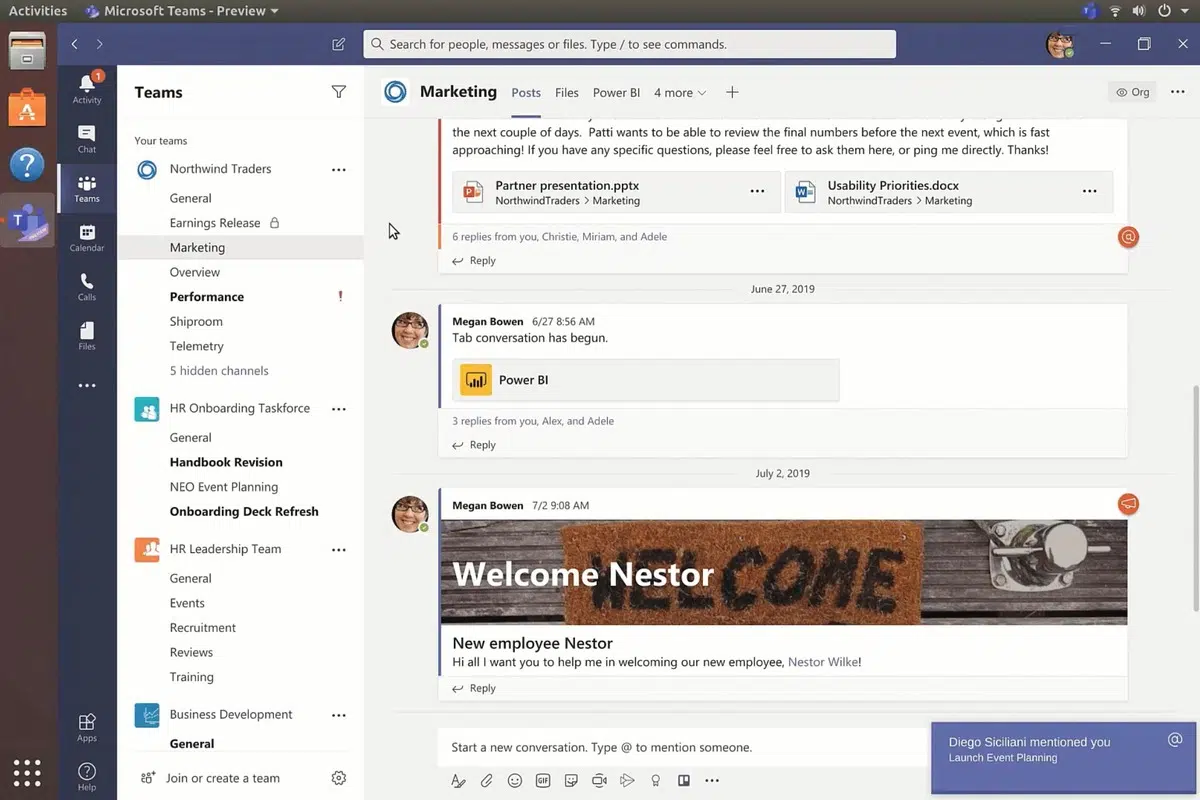 Activities
Microsoft Teams - Preview
Search for people, messages or files. Type / to see commands.
1
Activity
Chat
Teams
Calendar
Calls
Files
Apps
Help
Teams
Your teams
Northwind Traders
General
Earnings Release
Marketing
Overview
Performance
!
Shiproom
Telemetry
5 hidden channels
HR Onboarding Taskforce
General
Handbook Revision
NEO Event Planning
Onboarding Deck Refresh
HR Leadership Team
General
Events
Recruitment
Reviews
Training
Business Development
General
Join or create a team
Marketing
Posts
Files
Power BI
4 more
Org
the next couple of days. Patti wants to be able to review the final numbers before the next event, which is fast
approaching! If you have any specific questions, please feel free to ask them here, or ping me directly. Thanks!
Partner presentation.pptx
NorthwindTraders > Marketing
Usability Priorities.docx
NorthwindTraders > Marketing
6 replies from you, Christie, Miriam, and Adele
Reply
June 27, 2019
Megan Bowen 6/27 8:56 AM
Tab conversation has begun.
Power BI
3 replies from you, Alex, and Adele
Reply
July 2, 2019
Megan Bowen 7/2 9:08 AM
WELCOME
Welcome Nestor
New employee Nestor
Hi all I want you to help me in welcoming our new employee, Nestor Wilke!
Reply
Start a new conversation. Type @ to mention someone.
GIF
Diego Siciliani mentioned you
Launch Event Planning